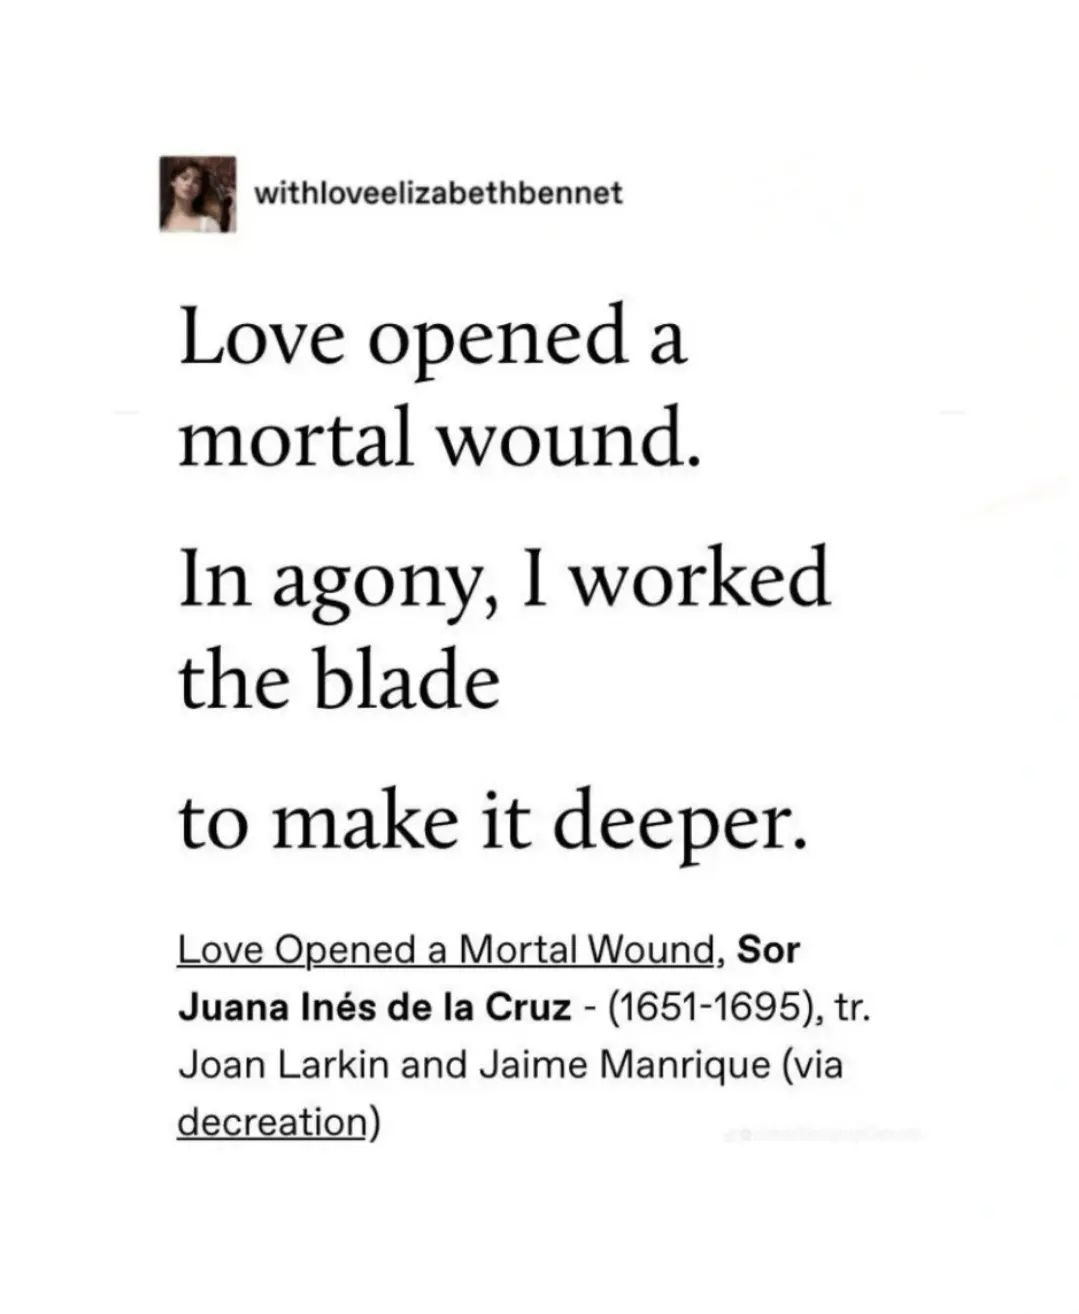 withloveelizabethbennet
Love opened a
mortal wound.
In agony, I worked
the blade
to make it deeper.
Love Opened a Mortal Wound, Sor
Juana Inés de la Cruz - (1651-1695), tr.
Joan Larkin and Jaime Manrique (via
decreation)